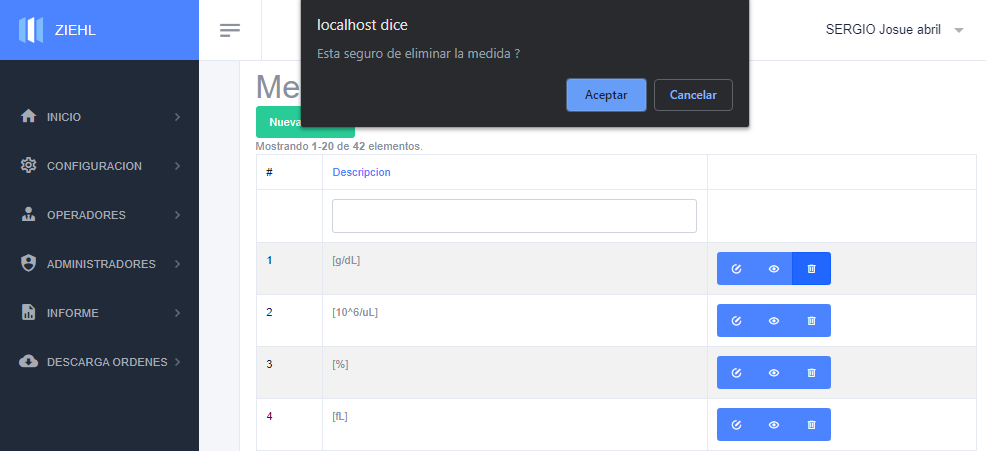 ZIEHL
localhost dice
Esta seguro de eliminar la medida ?
Aceptar
Cancelar
SERGIO Josue abril
INICIO
CONFIGURACION
OPERADORES
ADMINISTRADORES
INFORME
DESCARGA ORDENES
Me
Nueva
Mostrando 1-20 de 42 elementos.
# Descripcion
1 [g/dL]
2 [10^6/uL]
3 [%]
4 [fL]